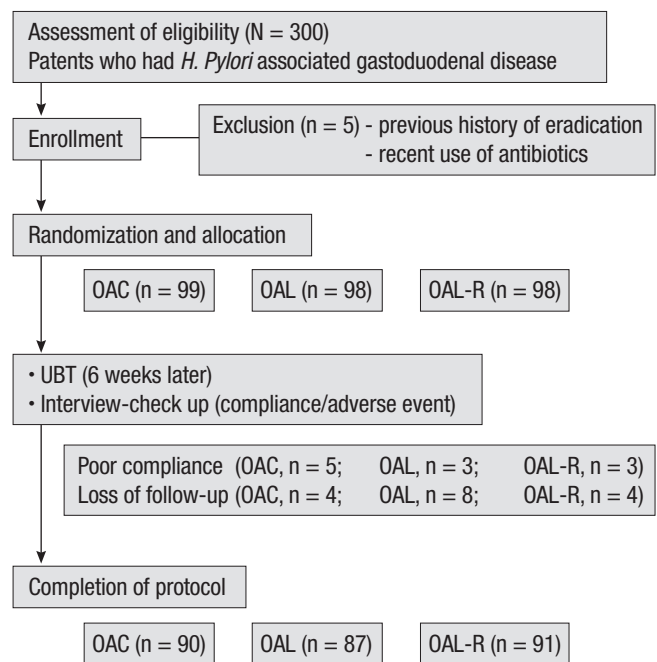 Assessment of eligibility (N = 300)
Patents who had H. Pylori associated gastoduodenal disease
Enrollment
Exclusion (n = 5) - previous history of eradication
- recent use of antibiotics
Randomization and allocation
OAC (n = 99) OAL (n = 98) OAL-R (n = 98)
• UBT (6 weeks later)
• Interview-check up (compliance/adverse event)
Poor compliance (OAC, n = 5; OAL, n = 3; OAL-R, n = 3)
Loss of follow-up (OAC, n = 4; OAL, n = 8; OAL-R, n = 4)
Completion of protocol
OAC (n = 90) OAL (n = 87) OAL-R (n = 91)